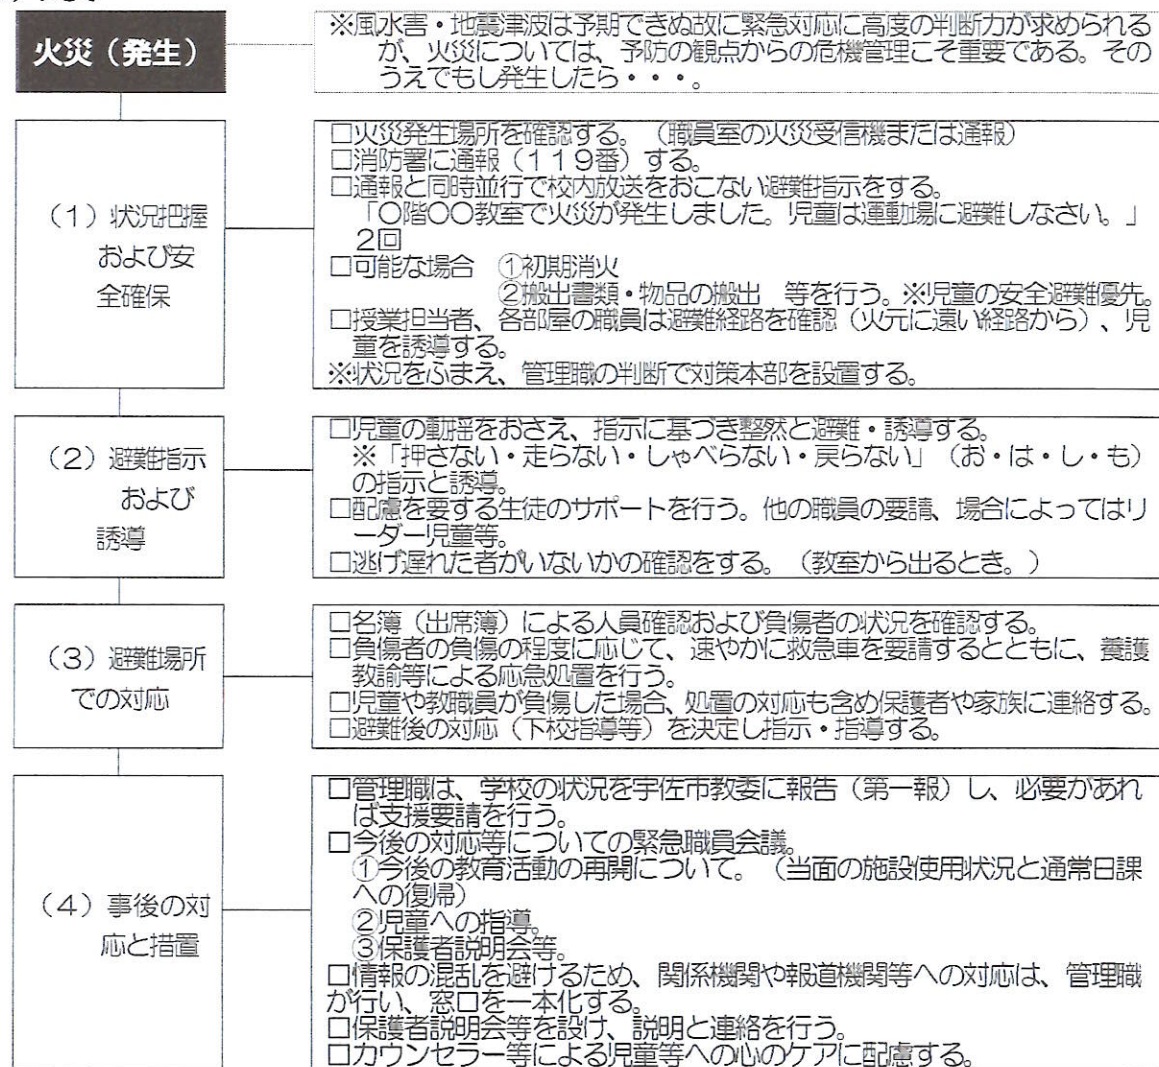 火災（発生）
※風水害・地震津波は予期できぬ故に緊急対応に高度の判断力が求められる
が、火災については、予防の観点からの危機管理こそ重要である。その
うえでもし発生したら・・・。
（1）状況把握
および安
全確保
□火災発生場所を確認する。（職員室の火災受信機または通報）
□消防署に通報（１１９番）する。
□通報と同時並行で校内放送をおこない避難指示をする。
「○階○○教室で火災が発生しました。児童は運動場に避難しなさい。」
２回
□可能な場合　①初期消火
②搬出書類・物品の搬出　等を行う。※児童の安全避難優先。
□授業担当者、各部屋の職員は避難経路を確認（火元に遠い経路から）、児
童を誘導する。
※状況をふまえ、管理職の判断で対策本部を設置する。
（2）避難指示
および
誘導
□児童の動揺をおさえ、指示に基づき整然と避難・誘導する。
※「押さない・走らない・しゃべらない・戻らない」（お・は・し・も）
の指示と誘導。
□配慮を要する生徒のサポートを行う。他の職員の要請、場合によってはリ
ーダー児童等。
□逃げ遅れた者がいないかの確認をする。（教室から出るとき。）
（3）避難場所
での対応
□名簿（出席簿）による人員確認および負傷者の状況を確認する。
□負傷者の負傷の程度に応じて、速やかに救急車を要請するとともに、養護
教諭等による応急処置を行う。
□児童や教職員が負傷した場合、処置の対応も含め保護者や家族に連絡する。
□避難後の対応（下校指導等）を決定し指示・指導する。
（4）事後の対
応と措置
□管理職は、学校の状況を宇佐市教委に報告（第一報）し、必要があれ
ば支援要請を行う。
□今後の対応等についての緊急職員会議。
①今後の教育活動の再開について。（当面の施設使用状況と通常日課
への復帰）
②児童への指導。
③保護者説明会等。
□情報の混乱を避けるため、関係機関や報道機関等への対応は、管理職
が行い、窓口を一本化する。
□保護者説明会等を設け、説明と連絡を行う。
□カウンセラー等による児童等への心のケアに配慮する。